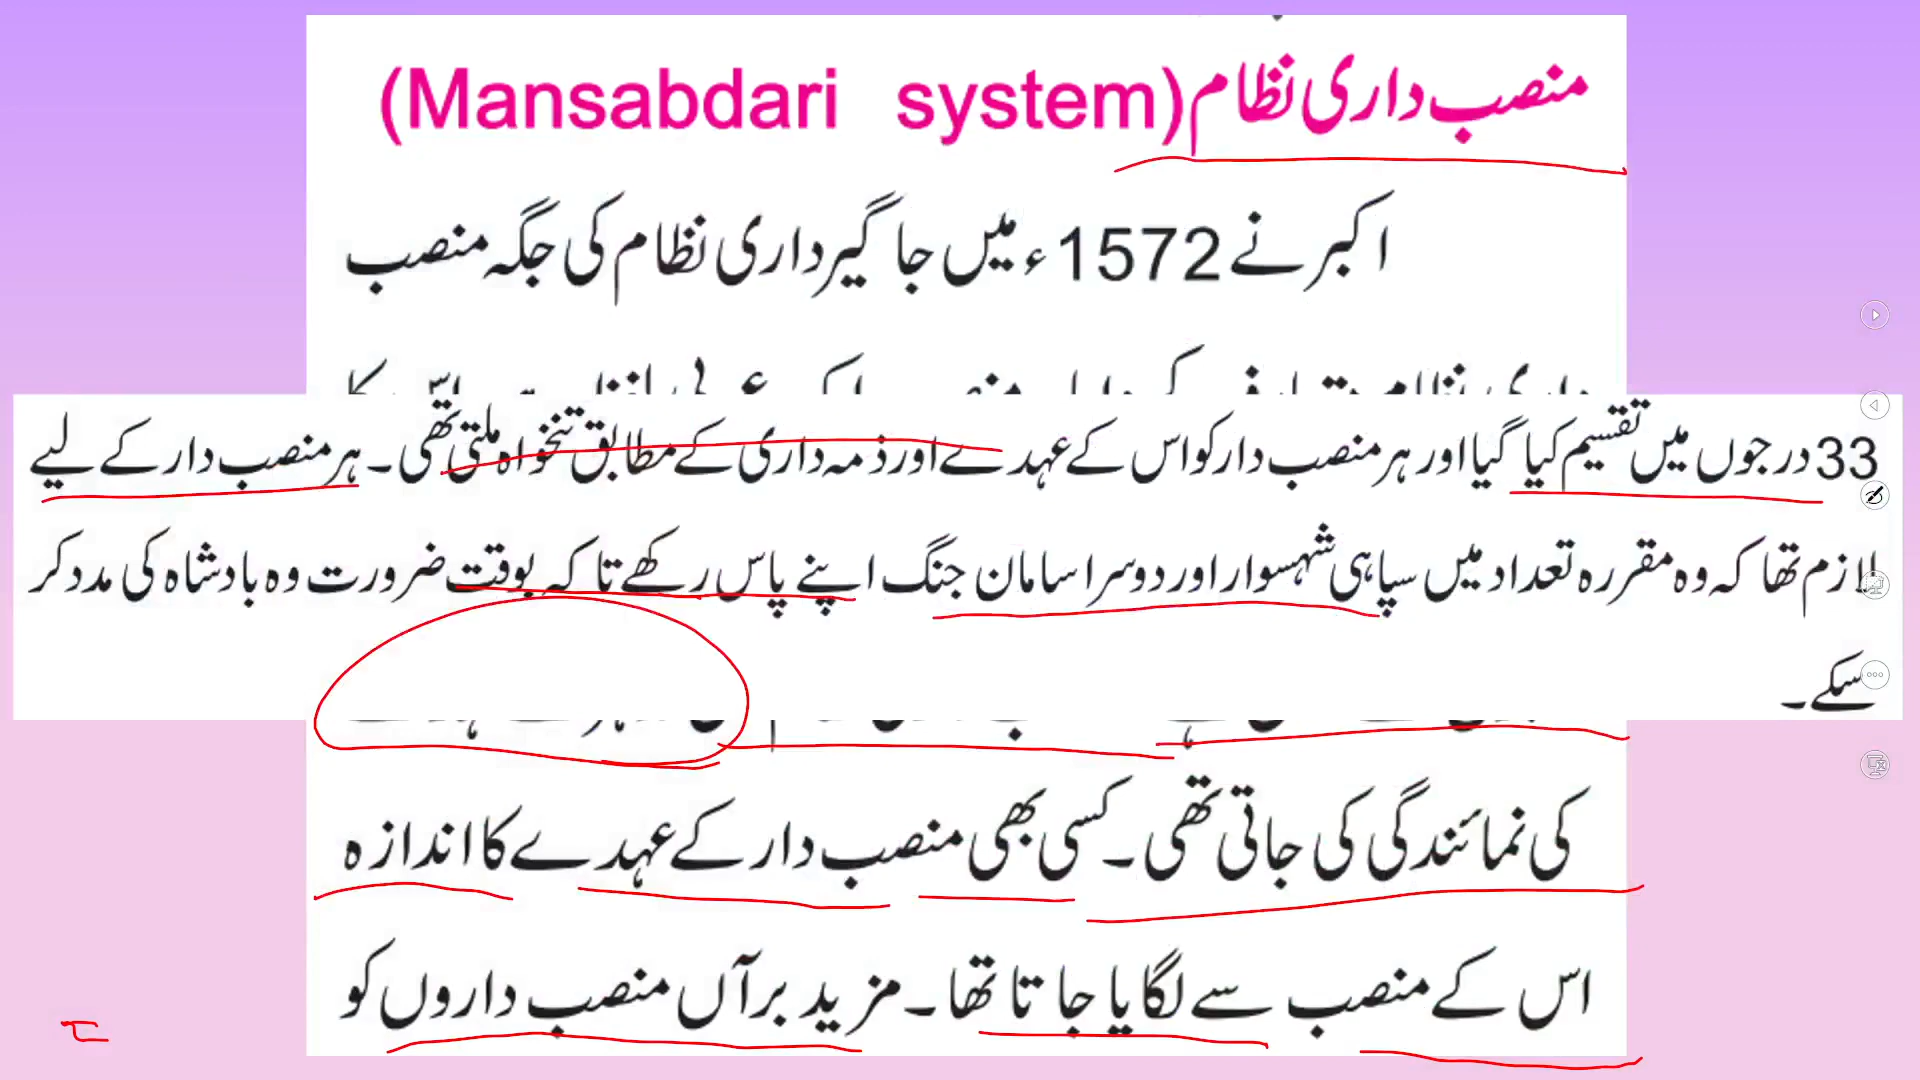 منصب داری نظام (Mansabdari system)
اکبر نے 1572ء میں جاگیرداری نظام کی جگہ منصب
33 درجوں میں تقسیم کیا گیا اور ہر منصب دار کو اس کے عہدے اور ذمہ داری کے مطابق تنخواہ ملتی تھی۔ ہر منصب دار کے لیے
لازم تھا کہ وہ مقررہ تعداد میں سپاہی شہسوار اور دوسرا سامان جنگ اپنے پاس رکھے تاکہ بوقت ضرورت وہ بادشاہ کی مدد کر
سکے۔
کی نمائندگی کی جاتی تھی۔ کسی بھی منصب دار کے عہدے کا اندازہ
اس کے منصب سے لگایا جاتا تھا۔ مزید برآں منصب داروں کو